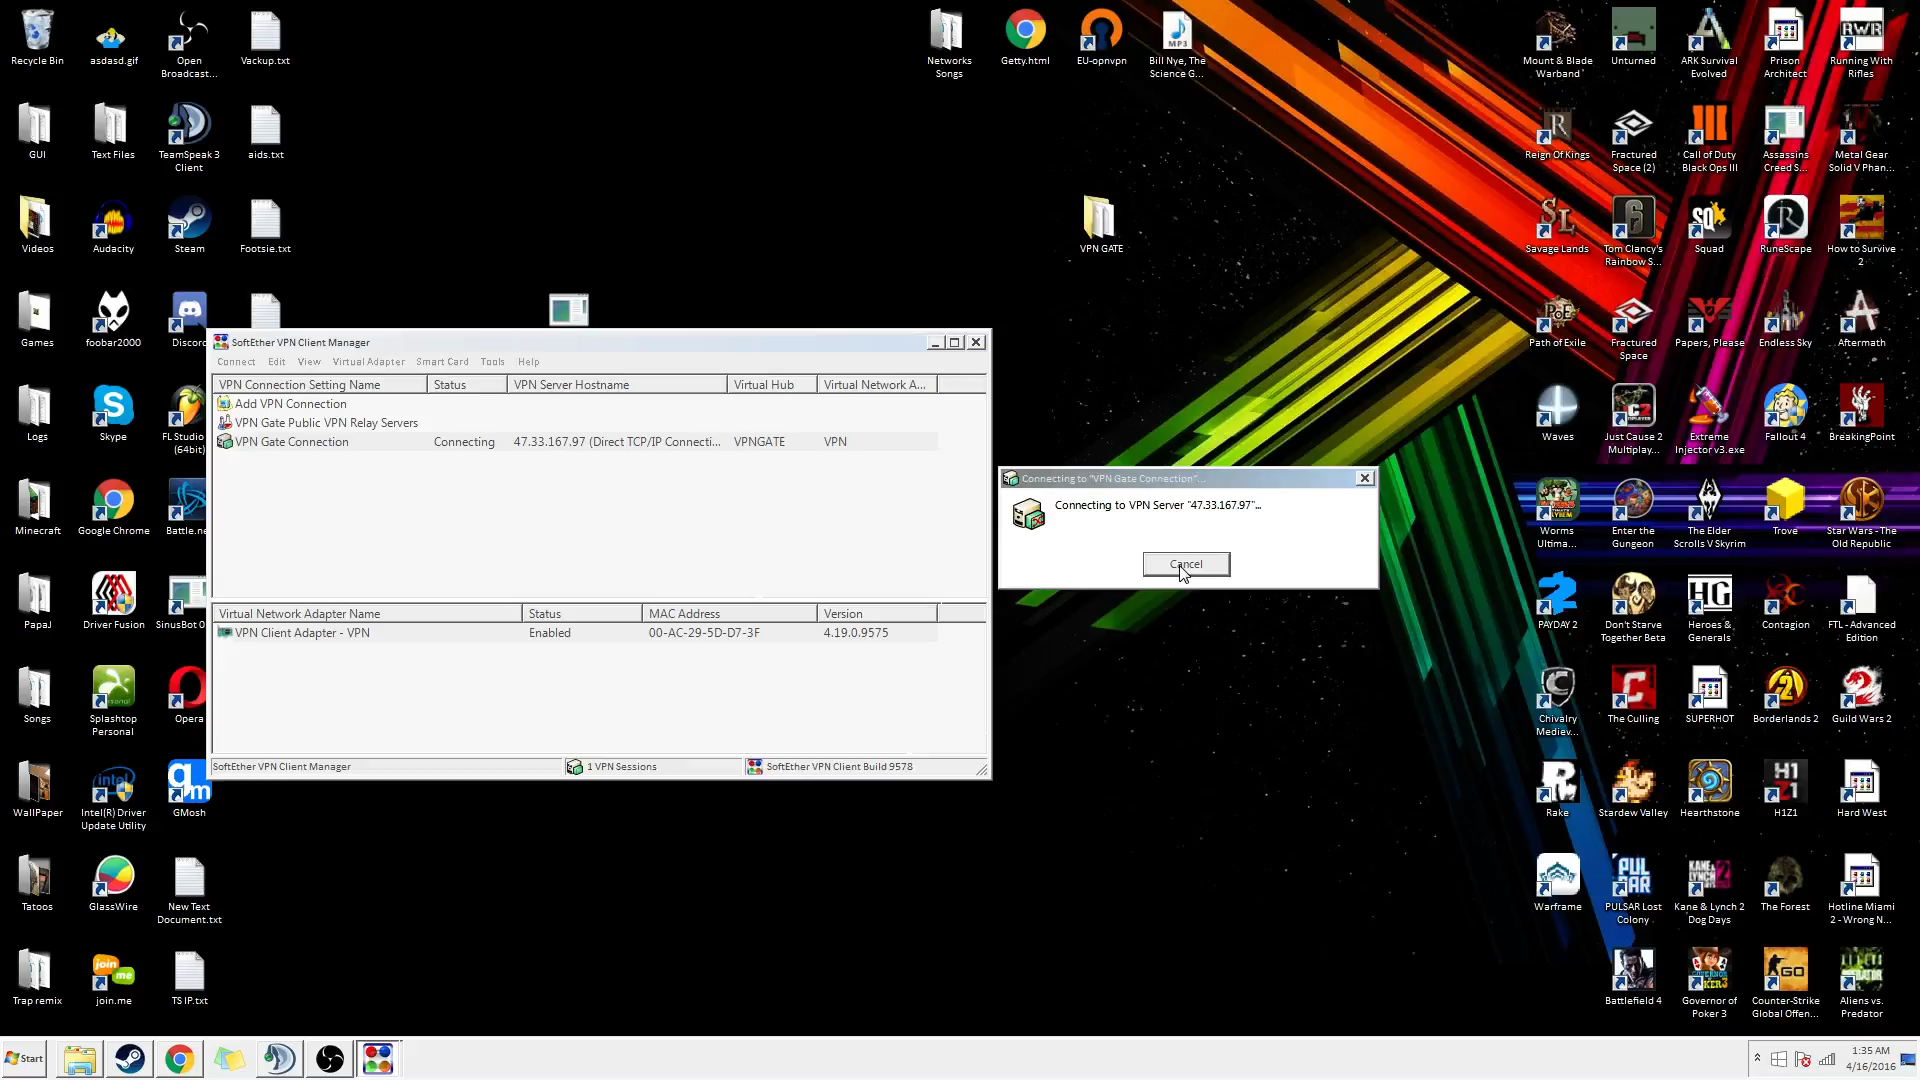 Recycle Bin
asdasd.gif
Open
Broadcast...
Vackup.txt
Networks
Songs
Getty.html
EU-opnvpn
MP3
Bill Nye, The
Science G...
Mount & Blade
Warband
Unturned
ARK Survival
Evolved
Prison
Architect
RWR
Running With
Rifles
GUI
Text Files
TeamSpeak 3
Client
aids.txt
Reign Of Kings
Fractured
Space (2)
Call of Duty
Black Ops III
Assassins
Creed S...
Metal Gear
Solid V Phan...
Videos
Audacity
Steam
Footsie.txt
VPN GATE
SL
Savage Lands
6
Tom Clancy's
Rainbow S...
Squad
RuneScape
How to Survive
2
Games
foobar2000
Discord
PoE
Path of Exile
Fractured
Space
Papers, Please
Endless Sky
Aftermath
Logs
Skype
FL Studio
(64bit)
Waves
Just Cause 2
Multiplay...
Extreme
Injector v3.exe
Fallout 4
BreakingPoint
Minecraft
Google Chrome
Battle.ne
Worms
Ultima...
Enter the
Gungeon
The Elder
Scrolls V Skyrim
Trove
Star Wars - The
Old Republic
PapaJ
Driver Fusion
SinusBot 0
PAYDAY 2
Don't Starve
Together Beta
HG
Heroes &
Generals
Contagion
FTL - Advanced
Edition
Songs
Splashtop
Personal
Opera
Chivalry
Mediev...
The Culling
SUPERHOT
Borderlands 2
Guild Wars 2
WallPaper
Intel(R) Driver
Update Utility
GMosh
Rake
Stardew Valley
Hearthstone
H1Z1
H1Z1
Hard West
Tatoos
GlassWire
New Text
Document.txt
Warframe
PULSAR Lost
Colony
Kane & Lynch 2
Dog Days
The Forest
Hotline Miami
2 - Wrong N...
Trap remix
join.me
TS IP.txt
Battlefield 4
Governor of
Poker 3
GO
Counter-Strike
Global Offen...
Aliens vs.
Predator
SoftEther VPN Client Manager
Connect Edit View Virtual Adapter Smart Card Tools Help
VPN Connection Setting Name Status VPN Server Hostname Virtual Hub Virtual Network A...
Add VPN Connection
VPN Gate Public VPN Relay Servers
VPN Gate Connection Connecting 47.33.167.97 (Direct TCP/IP Connecti... VPNGATE VPN
Virtual Network Adapter Name Status MAC Address Version
VPN Client Adapter - VPN Enabled 00-AC-29-5D-D7-3F 4.19.0.9575
SoftEther VPN Client Manager 1 VPN Sessions SoftEther VPN Client Build 9578
Connecting to "VPN Gate Connection"...
Connecting to VPN Server "47.33.167.97"...
Cancel
Start
1:35 AM
4/16/2016